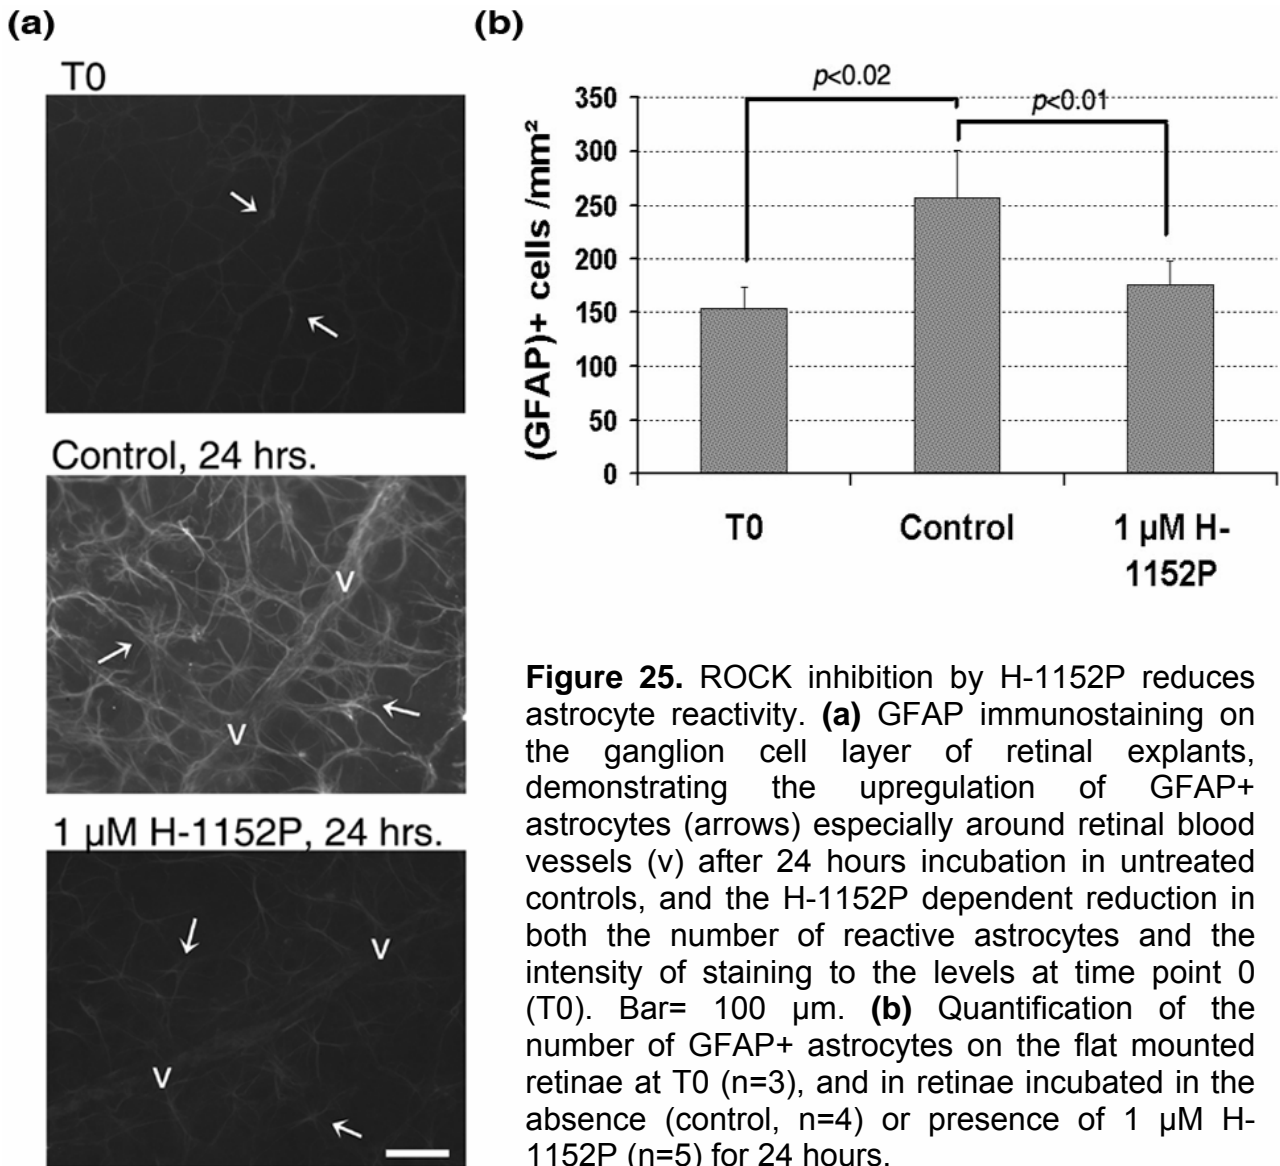 (a)
T0
Control, 24 hrs.
v
v
1 µM H-1152P, 24 hrs.
v
v
(b)
p<0.02
p<0.01
(GFAP)+ cells /mm²
350
300
250
200
150
100
50
0
T0
Control
1 µM H-
1152P
Figure 25. ROCK inhibition by H-1152P reduces
astrocyte reactivity. (a) GFAP immunostaining on
the ganglion cell layer of retinal explants,
demonstrating the upregulation of GFAP+
astrocytes (arrows) especially around retinal blood
vessels (v) after 24 hours incubation in untreated
controls, and the H-1152P dependent reduction in
both the number of reactive astrocytes and the
intensity of staining to the levels at time point 0
(T0). Bar= 100 µm. (b) Quantification of the
number of GFAP+ astrocytes on the flat mounted
retinae at T0 (n=3), and in retinae incubated in the
absence (control, n=4) or presence of 1 µM H-
1152P (n=5) for 24 hours.